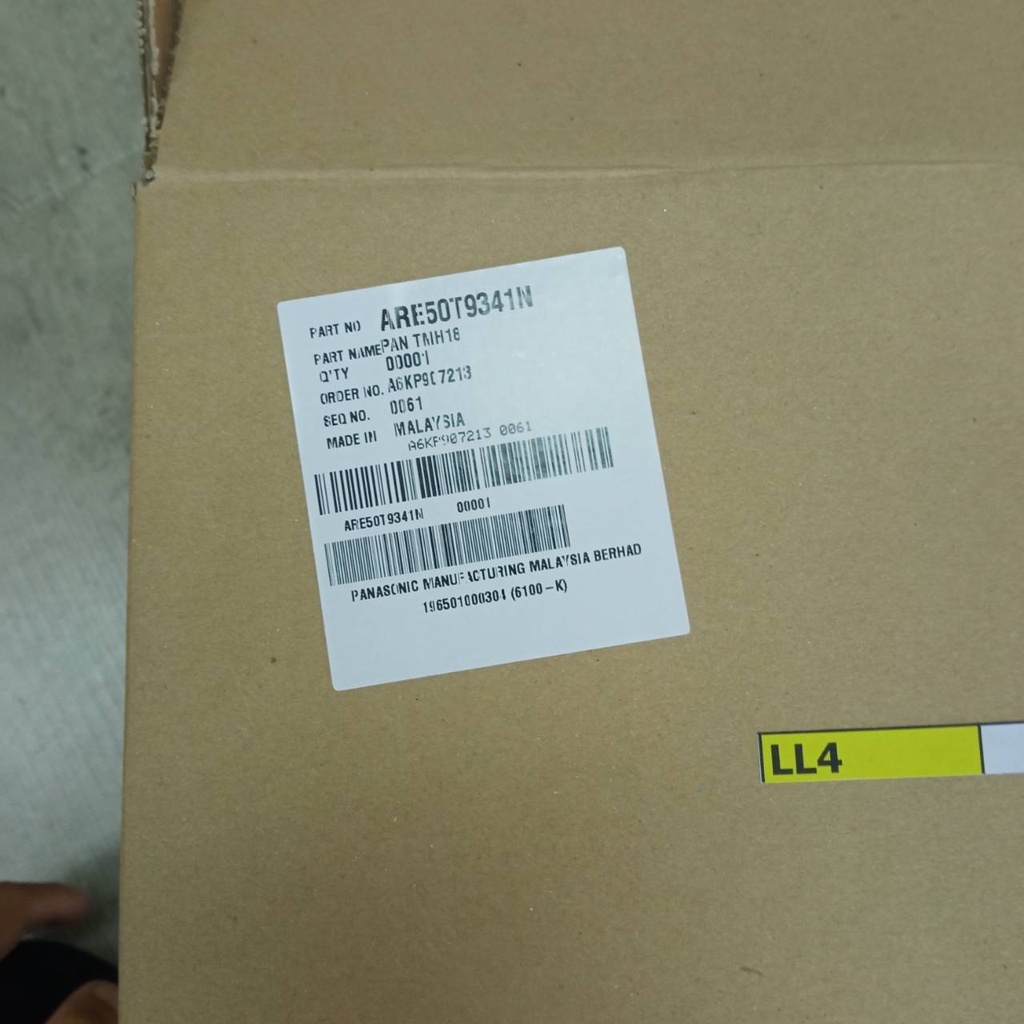 PART NO ARE50T9341N
PART NAME PAN TMH18
Q'TY 00001
ORDER NO. A6KP907213
SEQ NO. 0061
MADE IN MALAYSIA
A6KP907213 0061
ARE50T9341N 00001
PANASONIC MANUFACTURING MALAYSIA BERHAD
196501000304 (6100-K)
LL4